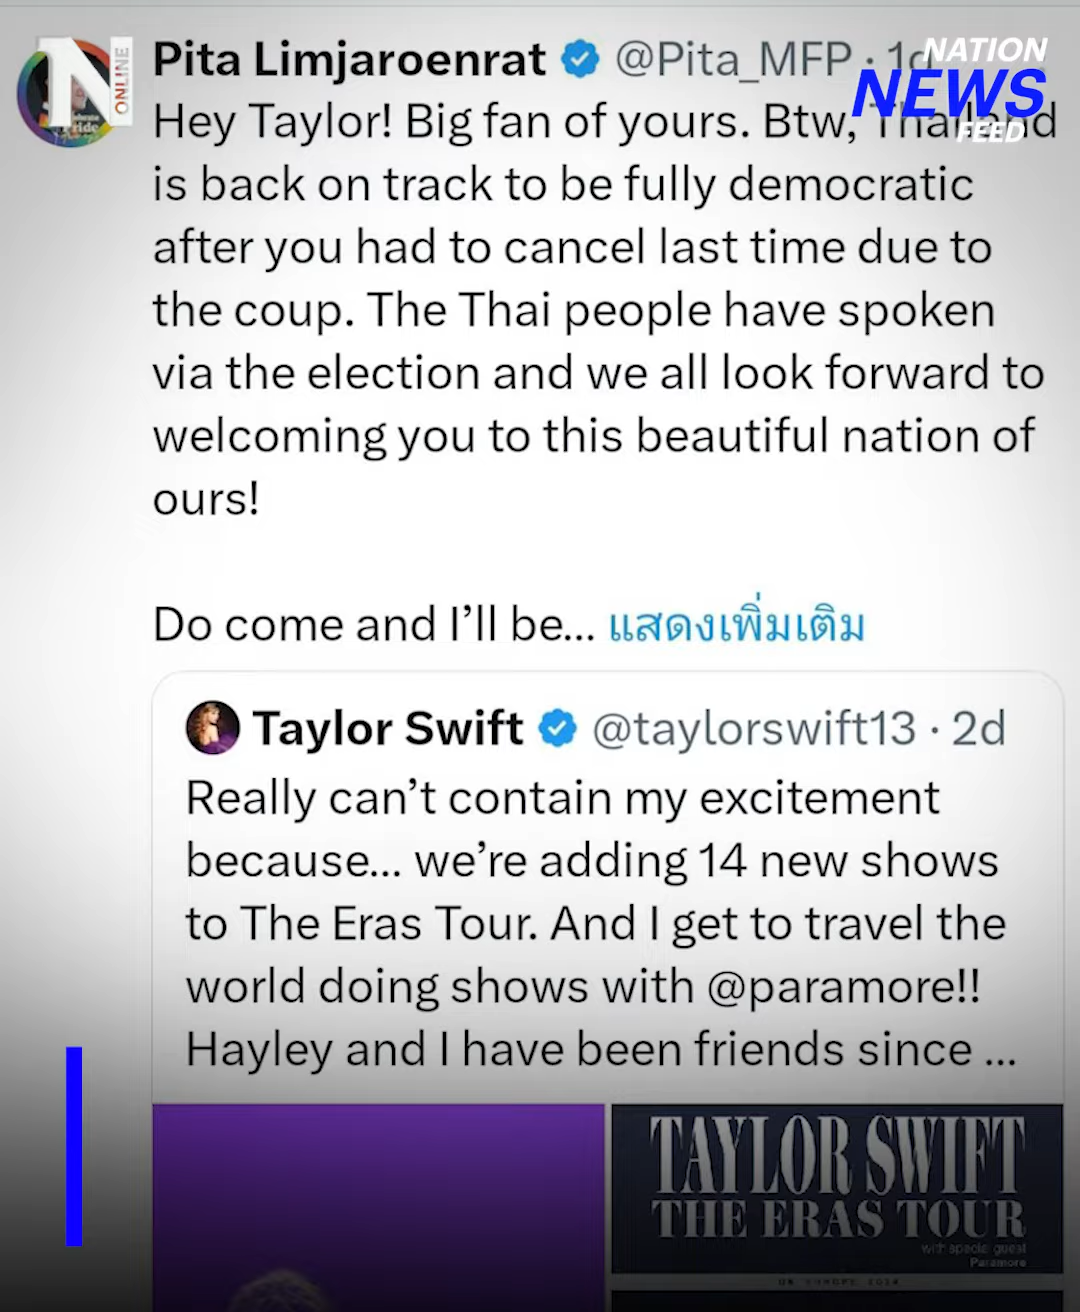 N ONLINE
Pita Limjaroenrat @Pita_MFP · 1d
NATION
NEWS
FEED
Hey Taylor! Big fan of yours. Btw, Thailand
is back on track to be fully democratic
after you had to cancel last time due to
the coup. The Thai people have spoken
via the election and we all look forward to
welcoming you to this beautiful nation of
ours!
Do come and I’ll be... แสดงเพิ่มเติม
Taylor Swift @taylorswift13 · 2d
Really can’t contain my excitement
because... we’re adding 14 new shows
to The Eras Tour. And I get to travel the
world doing shows with @paramore!!
Hayley and I have been friends since ...
TAYLOR SWIFT
THE ERAS TOUR
with special guest
Paramore